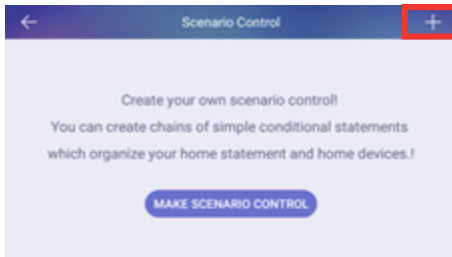 Scenario Control
Create your own scenario control!
You can create chains of simple conditional statements
which organize your home statement and home devices.!
MAKE SCENARIO CONTROL